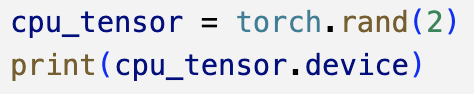 cpu_tensor = torch.rand(2)
print(cpu_tensor.device)